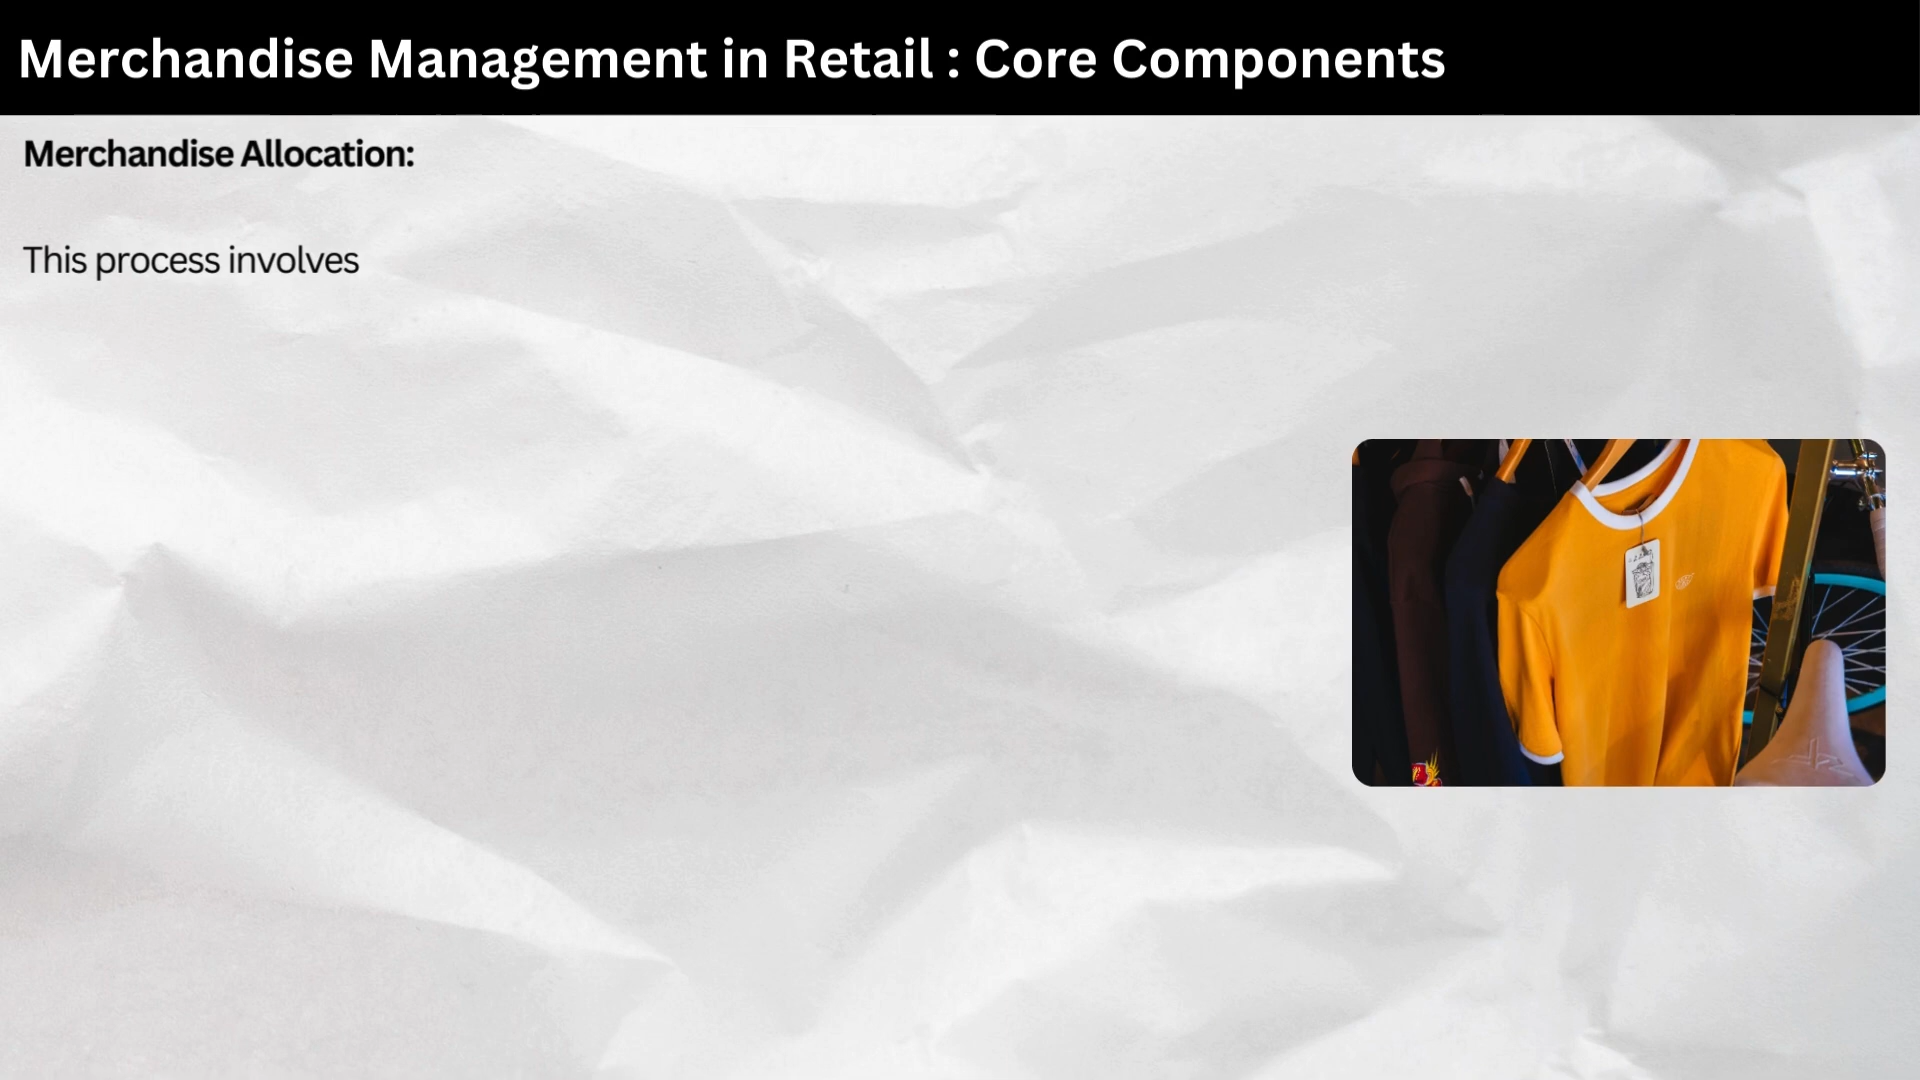 Merchandise Management in Retail : Core Components
Merchandise Allocation:
This process involves